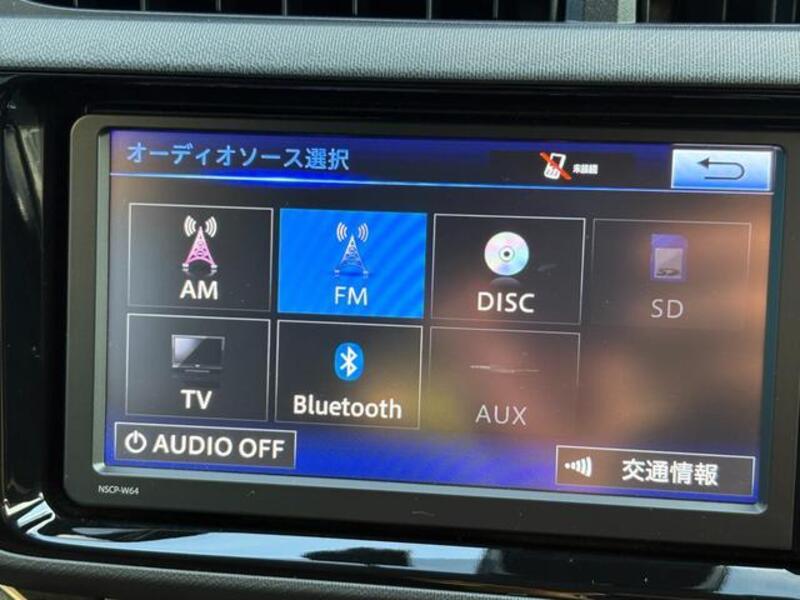 オーディオソース選択
未接続
AM
FM
DISC
SD
TV
Bluetooth
AUX
AUDIO OFF
交通情報
NSCP-W64